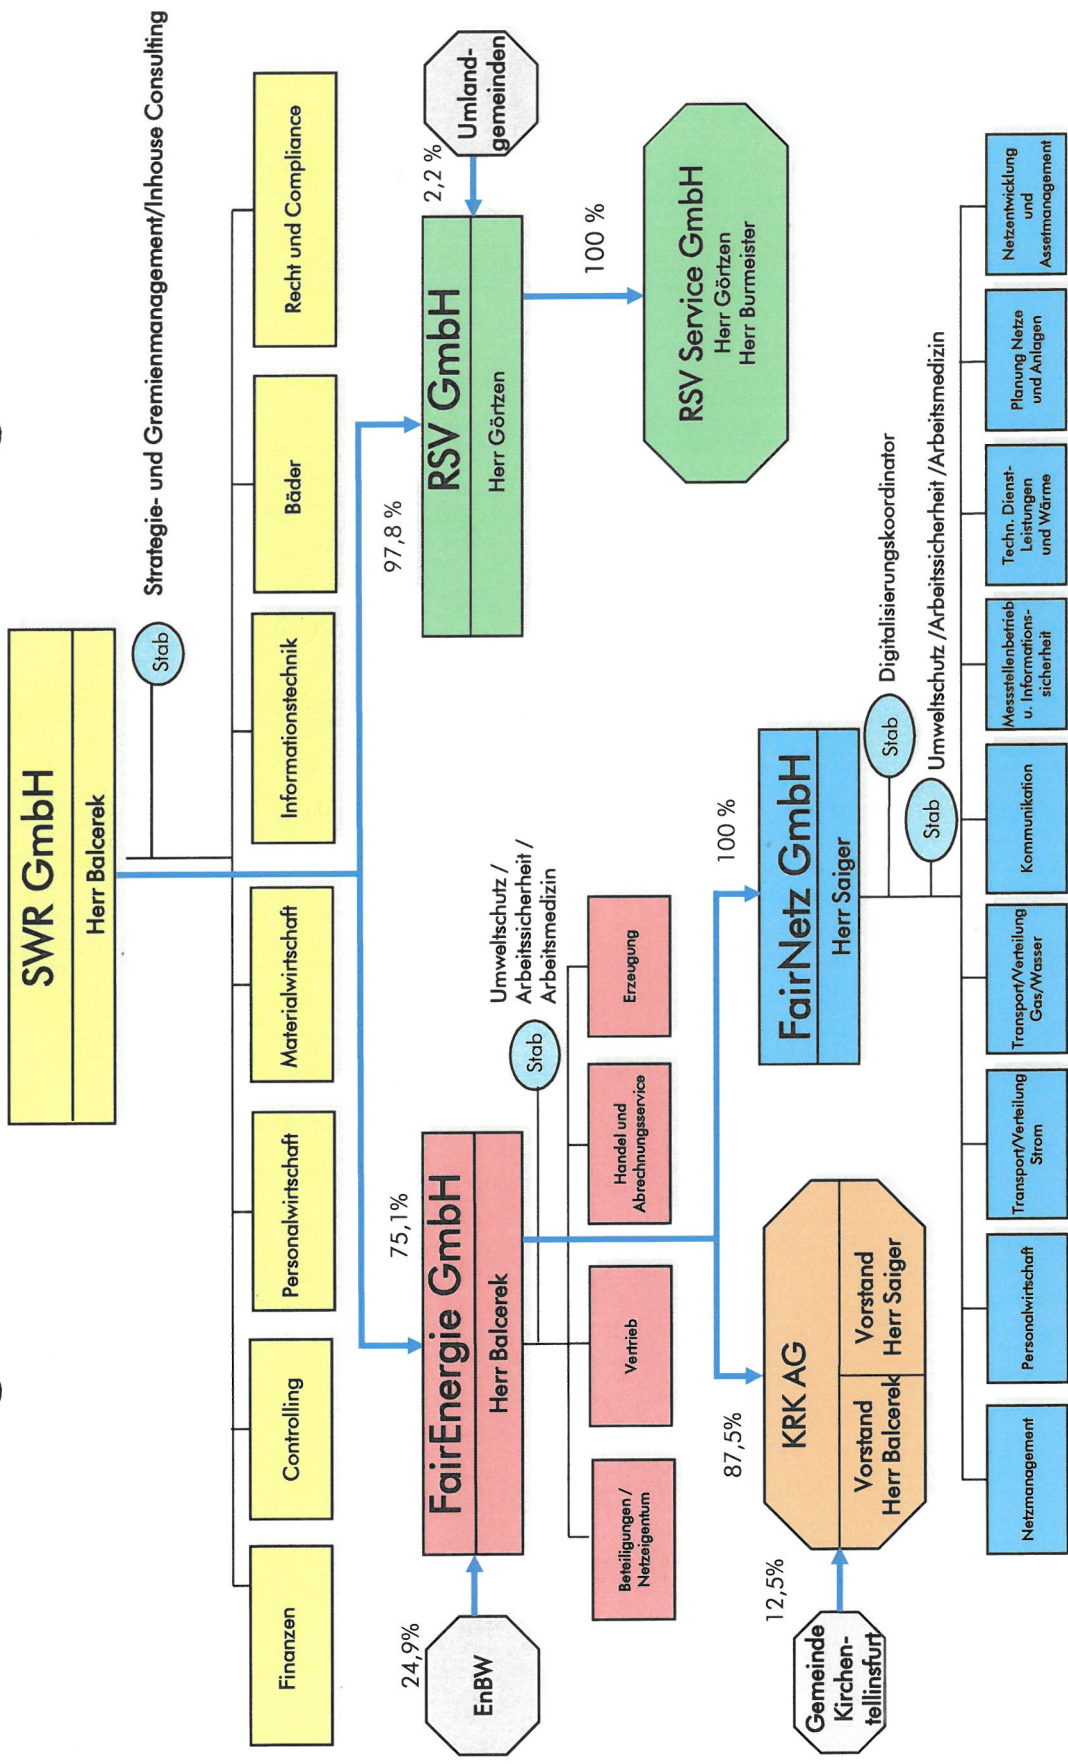 SWR GmbH
Herr Balcerek
Stab
Strategie- und Gremienmanagement/Inhouse Consulting
Finanzen
Controlling
Personalwirtschaft
Materialwirtschaft
Informationstechnik
Bäder
Recht und Compliance
75,1%
97,8 %
24,9%
EnBW
FairEnergie GmbH
Herr Balcerek
RSV GmbH
Herr Görtzen
2,2 %
Umland-
gemeinden
Stab
Umweltschutz /
Arbeitssicherheit /
Arbeitsmedizin
100 %
Beteiligungen /
Netzeigentum
Vertrieb
Handel und
Abrechnungsservice
Erzeugung
RSV Service GmbH
Herr Görtzen
Herr Burmeister
87,5%
100 %
12,5%
Gemeinde
Kirchen-
tellinsfurt
KRK AG
Vorstand
Herr Balcerek
Vorstand
Herr Saiger
FairNetz GmbH
Herr Saiger
Stab
Digitalisierungskoordinator
Stab
Umweltschutz /Arbeitssicherheit /Arbeitsmedizin
Netzmanagement
Personalwirtschaft
Transport/Verteilung
Strom
Transport/Verteilung
Gas/Wasser
Kommunikation
Messstellenbetrieb
u. Informations-
sicherheit
Techn. Dienst-
Leistungen
und Wärme
Planung Netze
und Anlagen
Netzentwicklung
und
Assetmanagement